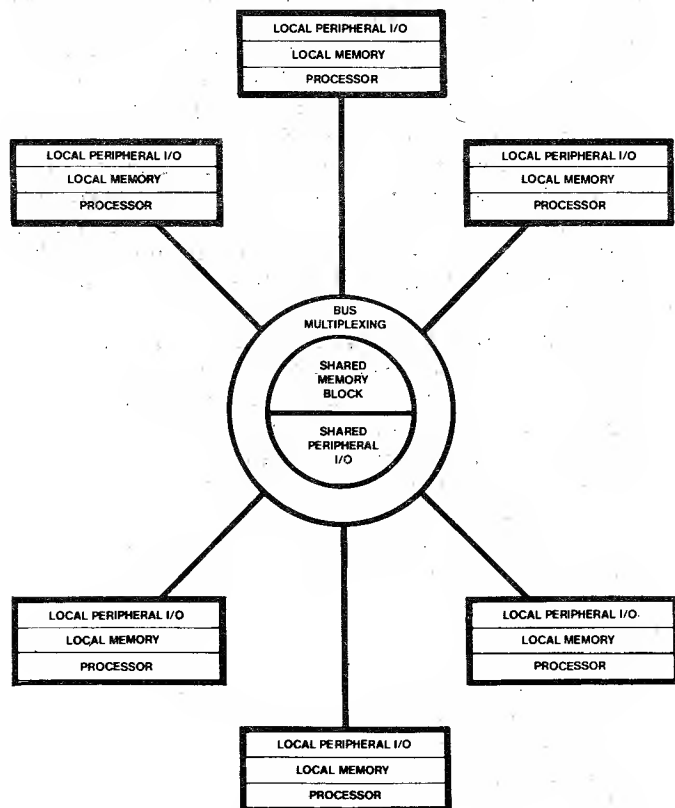 LOCAL PERIPHERAL I/O
LOCAL MEMORY
PROCESSOR
LOCAL PERIPHERAL I/O
LOCAL MEMORY
PROCESSOR
LOCAL PERIPHERAL I/O
LOCAL MEMORY
PROCESSOR
BUS
MULTIPLEXING
SHARED
MEMORY
BLOCK
SHARED
PERIPHERAL
I/O
LOCAL PERIPHERAL I/O
LOCAL MEMORY
PROCESSOR
LOCAL PERIPHERAL I/O
LOCAL MEMORY
PROCESSOR
LOCAL PERIPHERAL I/O
LOCAL MEMORY
PROCESSOR